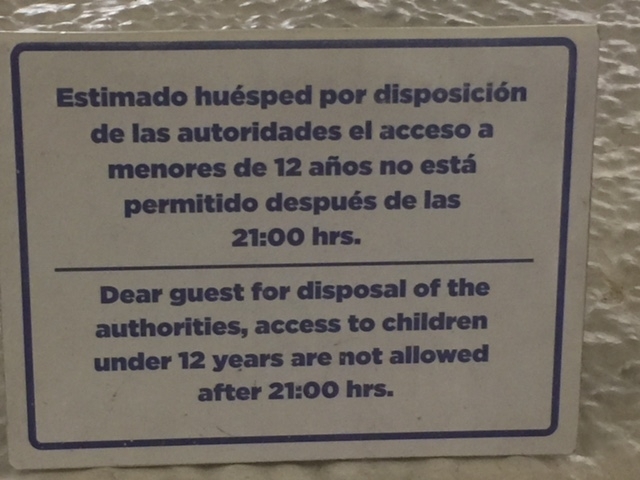 Estimado huésped por disposición
de las autoridades el acceso a
menores de 12 años no está
permitido después de las
21:00 hrs.
Dear guest for disposal of the
authorities, access to children
under 12 years are not allowed
after 21:00 hrs.